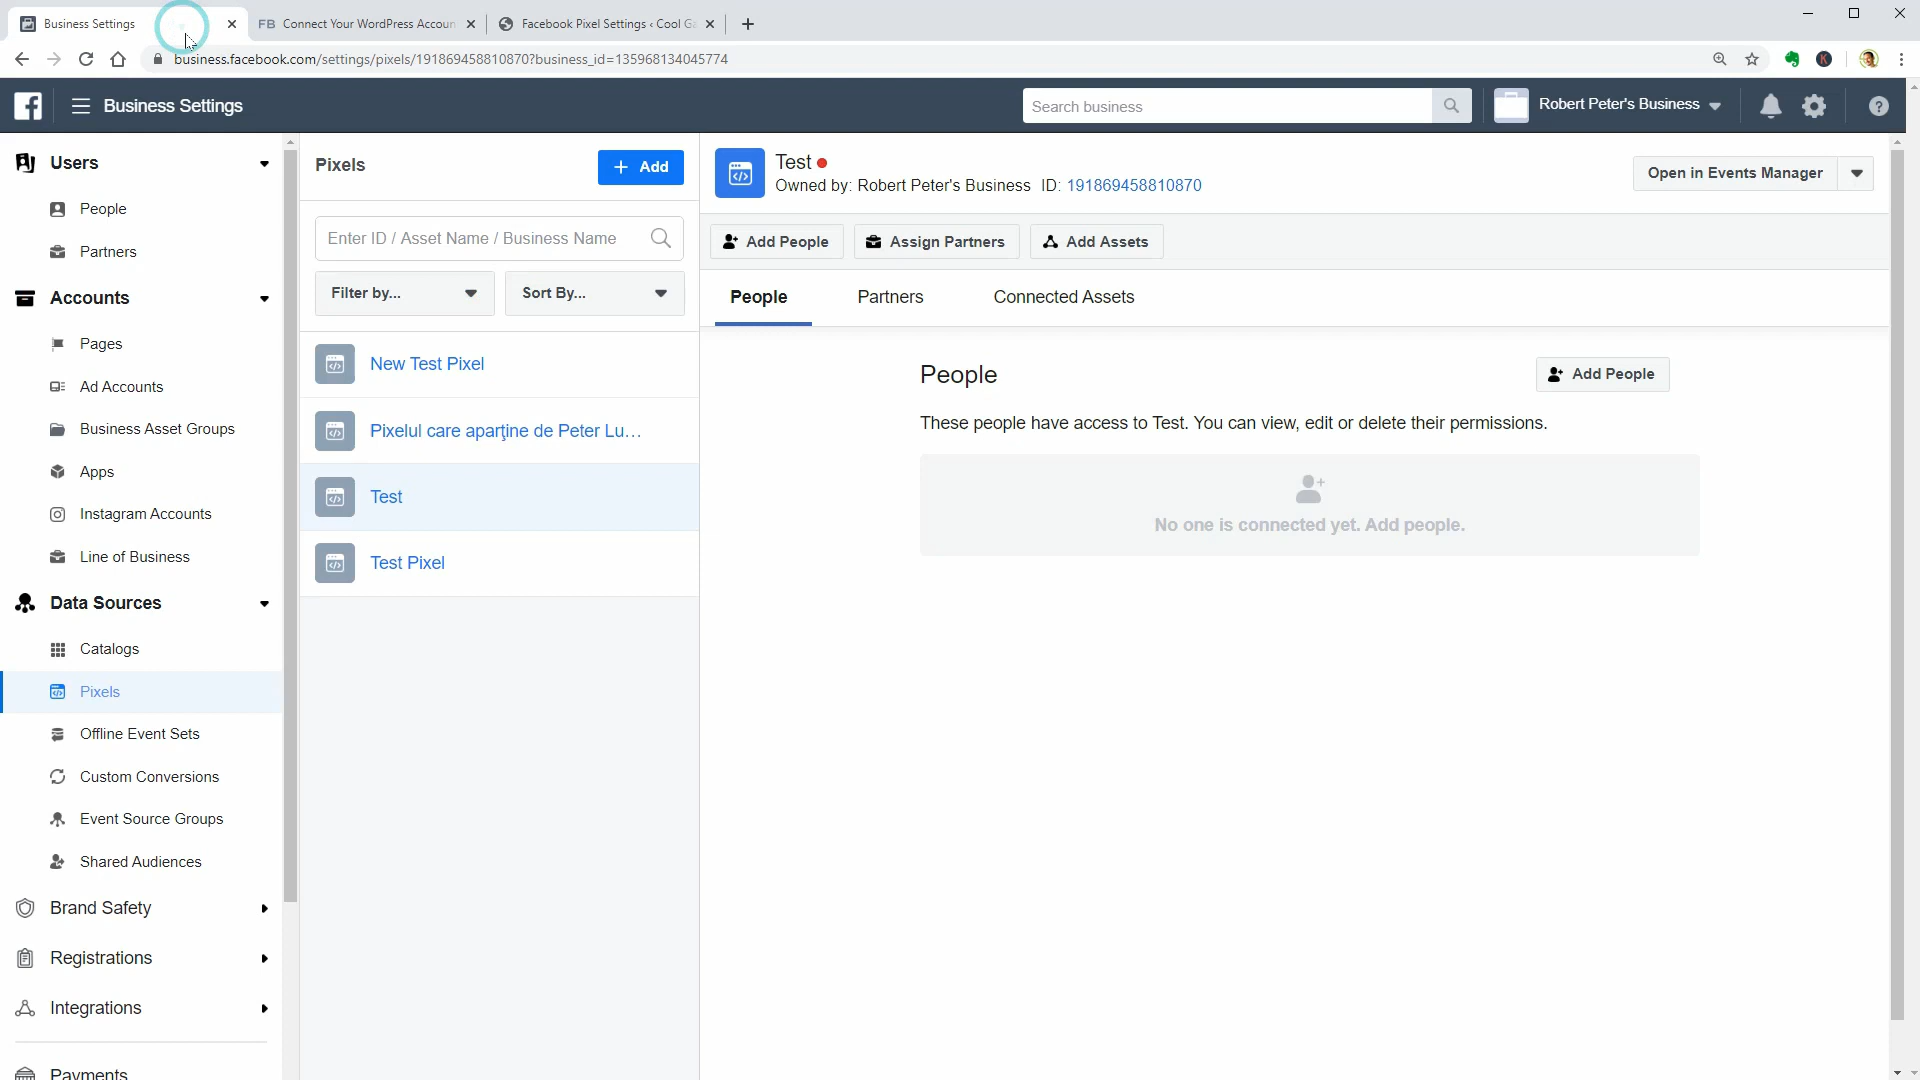 Business Settings
FB Connect Your WordPress Accoun
Facebook Pixel Settings ‹ Cool Ga
business.facebook.com/settings/pixels/191869458810870?business_id=135968134045774
K
Business Settings
Search business
Robert Peter's Business
Users
People
Partners
Accounts
Pages
Ad Accounts
Business Asset Groups
Apps
Instagram Accounts
Line of Business
Data Sources
Catalogs
Pixels
Offline Event Sets
Custom Conversions
Event Source Groups
Shared Audiences
Brand Safety
Registrations
Integrations
Payments
Pixels
+ Add
Enter ID / Asset Name / Business Name
Filter by...
Sort By...
New Test Pixel
Pixelul care aparţine de Peter Lu...
Test
Test Pixel
Test
Owned by: Robert Peter's Business ID: 191869458810870
Open in Events Manager
Add People
Assign Partners
Add Assets
People
Partners
Connected Assets
People
Add People
These people have access to Test. You can view, edit or delete their permissions.
No one is connected yet. Add people.